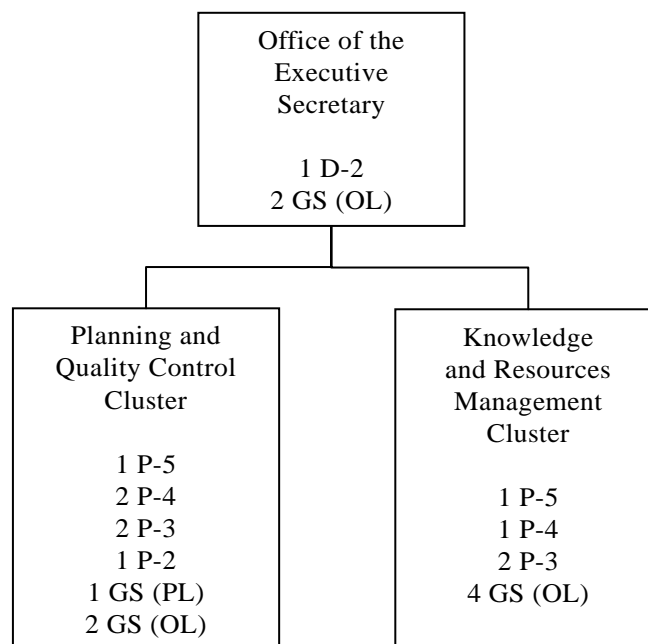 Office of the
Executive
Secretary
1 D-2
2 GS (OL)
Planning and
Quality Control
Cluster
1 P-5
2 P-4
2 P-3
1 P-2
1 GS (PL)
2 GS (OL)
Knowledge
and Resources
Management
Cluster
1 P-5
1 P-4
2 P-3
4 GS (OL)